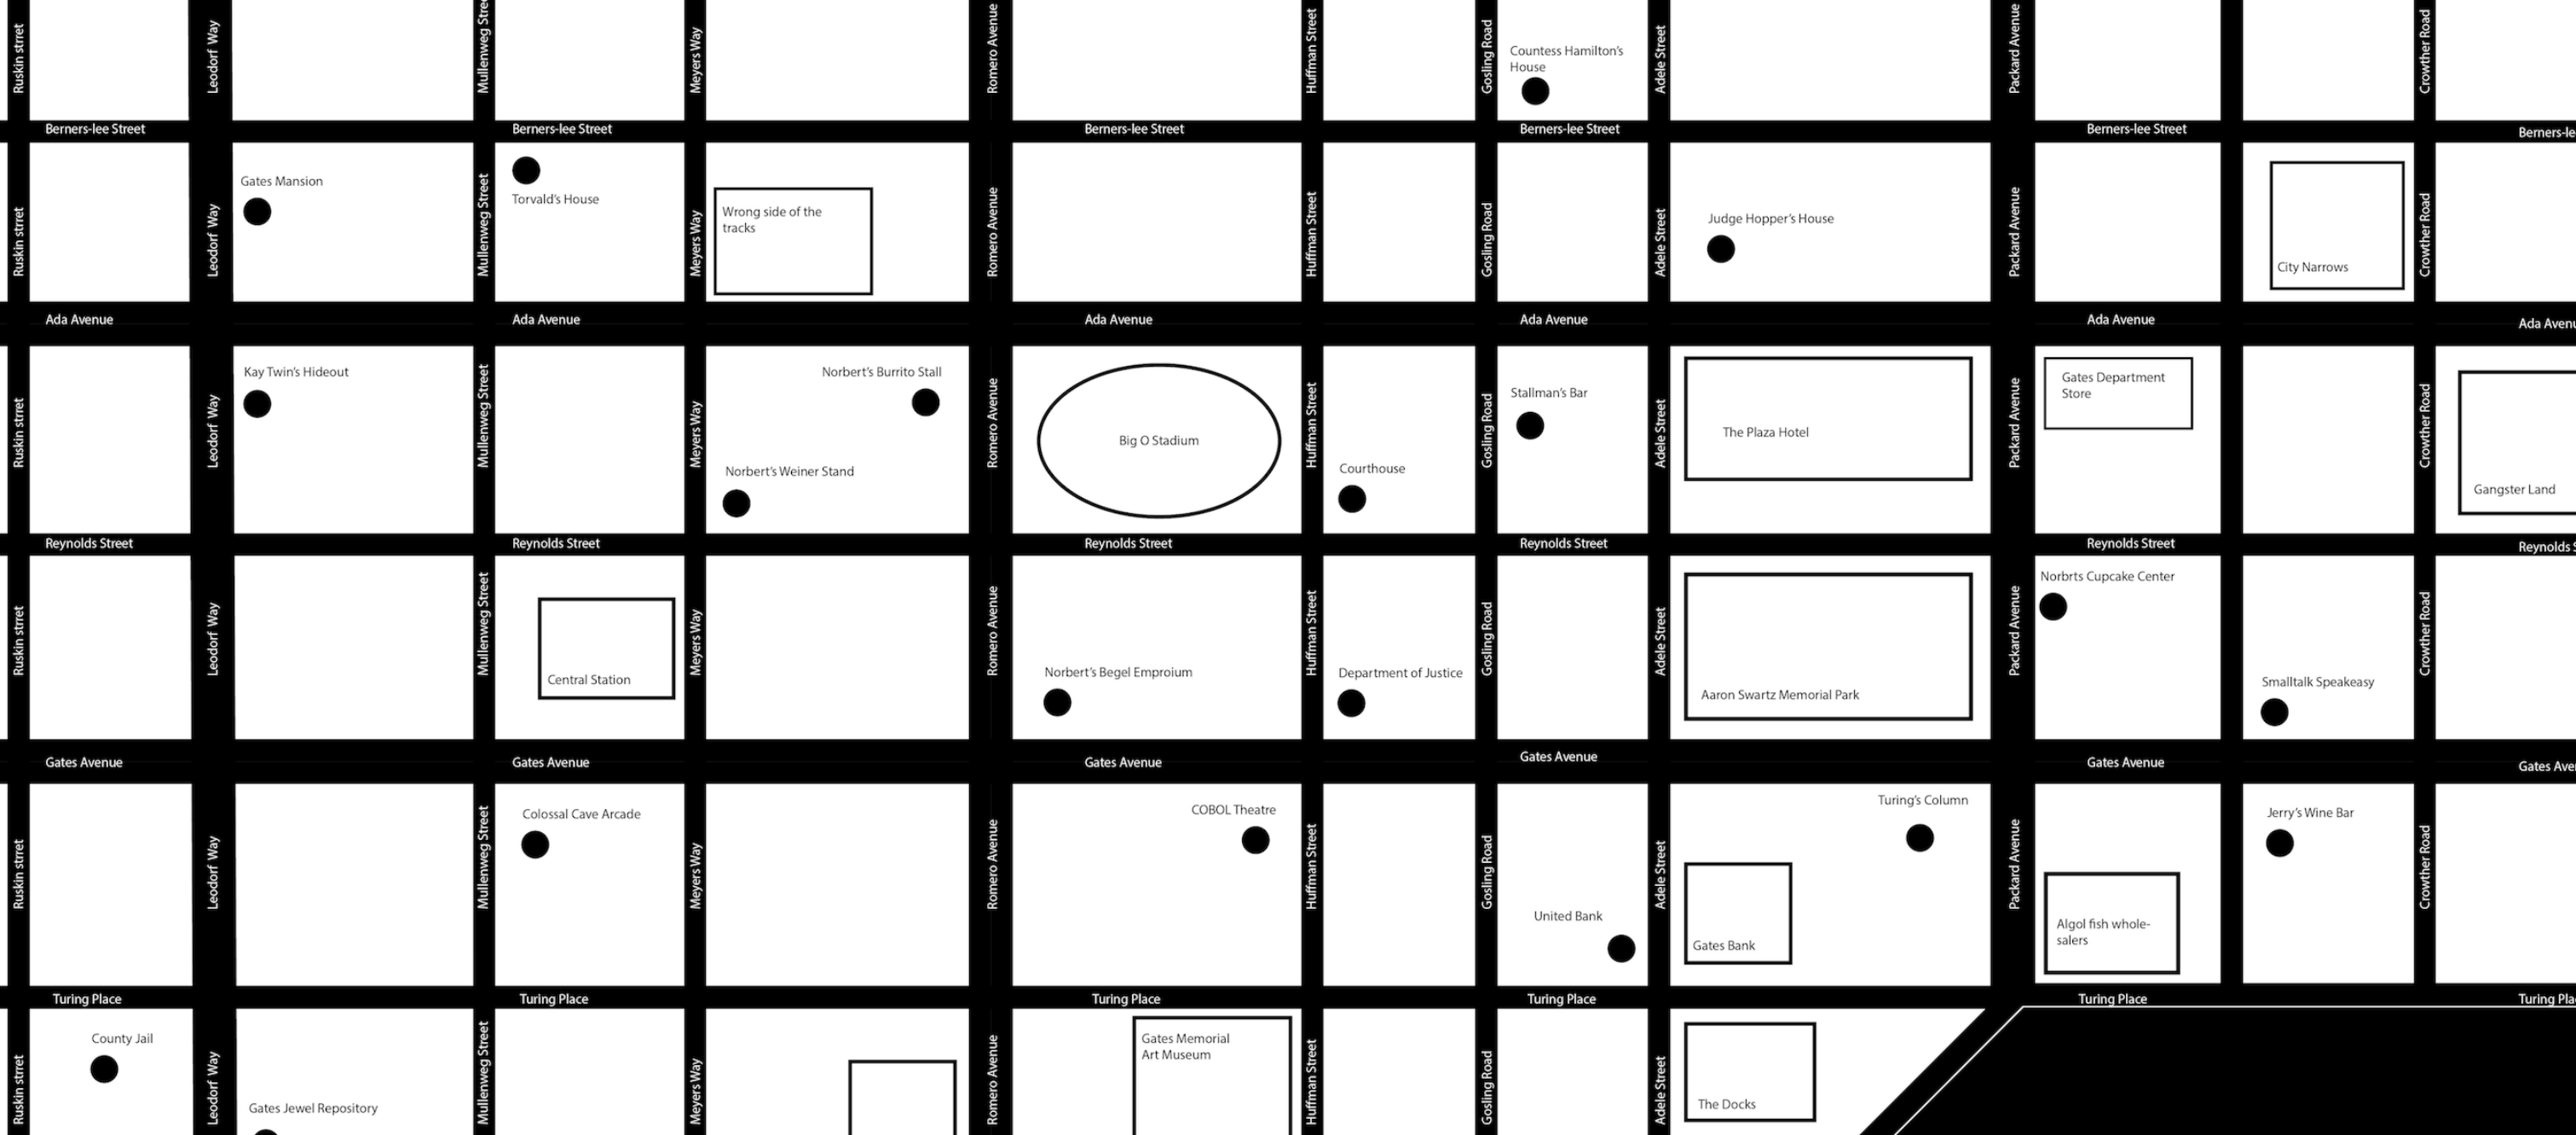 Ruskin strret
Leodorf Way
Mullenweg Stree
Meyers Way
Romero Avenue
Huffman Street
Gosling Road
Countess Hamilton's
House
Adele Street
Packard Avenue
Crowther Road
Berners-lee Street
Berners-lee Street
Berners-lee Street
Berners-lee Street
Berners-lee Street
Berners-le
Ruskin strret
Leodorf Way
Gates Mansion
Mullenweg Street
Torvald's House
Meyers Way
Wrong side of the
tracks
Romero Avenue
Huffman Street
Gosling Road
Adele Street
Judge Hopper's House
Packard Avenue
City Narrows
Crowther Road
Ada Avenue
Ada Avenue
Ada Avenue
Ada Avenue
Ada Avenue
Ada Avenu
Ruskin strret
Leodorf Way
Kay Twin's Hideout
Mullenweg Street
Meyers Way
Norbert's Burrito Stall
Norbert's Weiner Stand
Romero Avenue
Big O Stadium
Huffman Street
Courthouse
Gosling Road
Stallman's Bar
Adele Street
The Plaza Hotel
Packard Avenue
Gates Department
Store
Crowther Road
Gangster Land
Reynolds Street
Reynolds Street
Reynolds Street
Reynolds Street
Reynolds Street
Reynolds S
Ruskin strret
Leodorf Way
Mullenweg Street
Central Station
Meyers Way
Romero Avenue
Norbert's Begel Emproium
Huffman Street
Department of Justice
Gosling Road
Adele Street
Aaron Swartz Memorial Park
Packard Avenue
Norbrts Cupcake Center
Smalltalk Speakeasy
Crowther Road
Gates Avenue
Gates Avenue
Gates Avenue
Gates Avenue
Gates Avenue
Gates Aven
Ruskin strret
Leodorf Way
Mullenweg Street
Colossal Cave Arcade
Meyers Way
Romero Avenue
COBOL Theatre
Huffman Street
Gosling Road
United Bank
Adele Street
Gates Bank
Turing's Column
Packard Avenue
Algol fish whole-
salers
Jerry's Wine Bar
Crowther Road
Turing Place
Turing Place
Turing Place
Turing Place
Turing Place
Turing Pla
Ruskin strret
County Jail
Leodorf Way
Gates Jewel Repository
Mullenweg Street
Meyers Way
Romero Avenue
Gates Memorial
Art Museum
Huffman Street
Gosling Road
Adele Street
The Docks